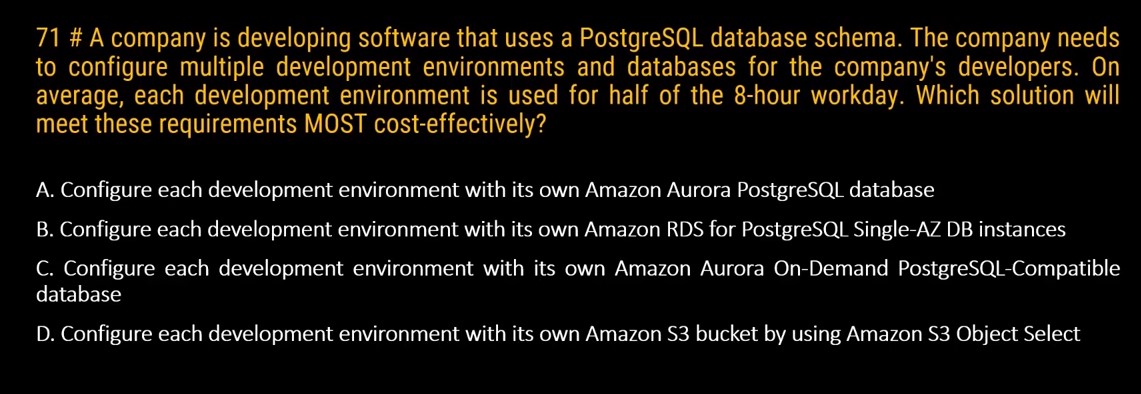 71 # A company is developing software that uses a PostgreSQL database schema. The company needs
to configure multiple development environments and databases for the company's developers. On
average, each development environment is used for half of the 8-hour workday. Which solution will
meet these requirements MOST cost-effectively?
A. Configure each development environment with its own Amazon Aurora PostgreSQL database
B. Configure each development environment with its own Amazon RDS for PostgreSQL Single-AZ DB instances
C. Configure each development environment with its own Amazon Aurora On-Demand PostgreSQL-Compatible
database
D. Configure each development environment with its own Amazon S3 bucket by using Amazon S3 Object Select